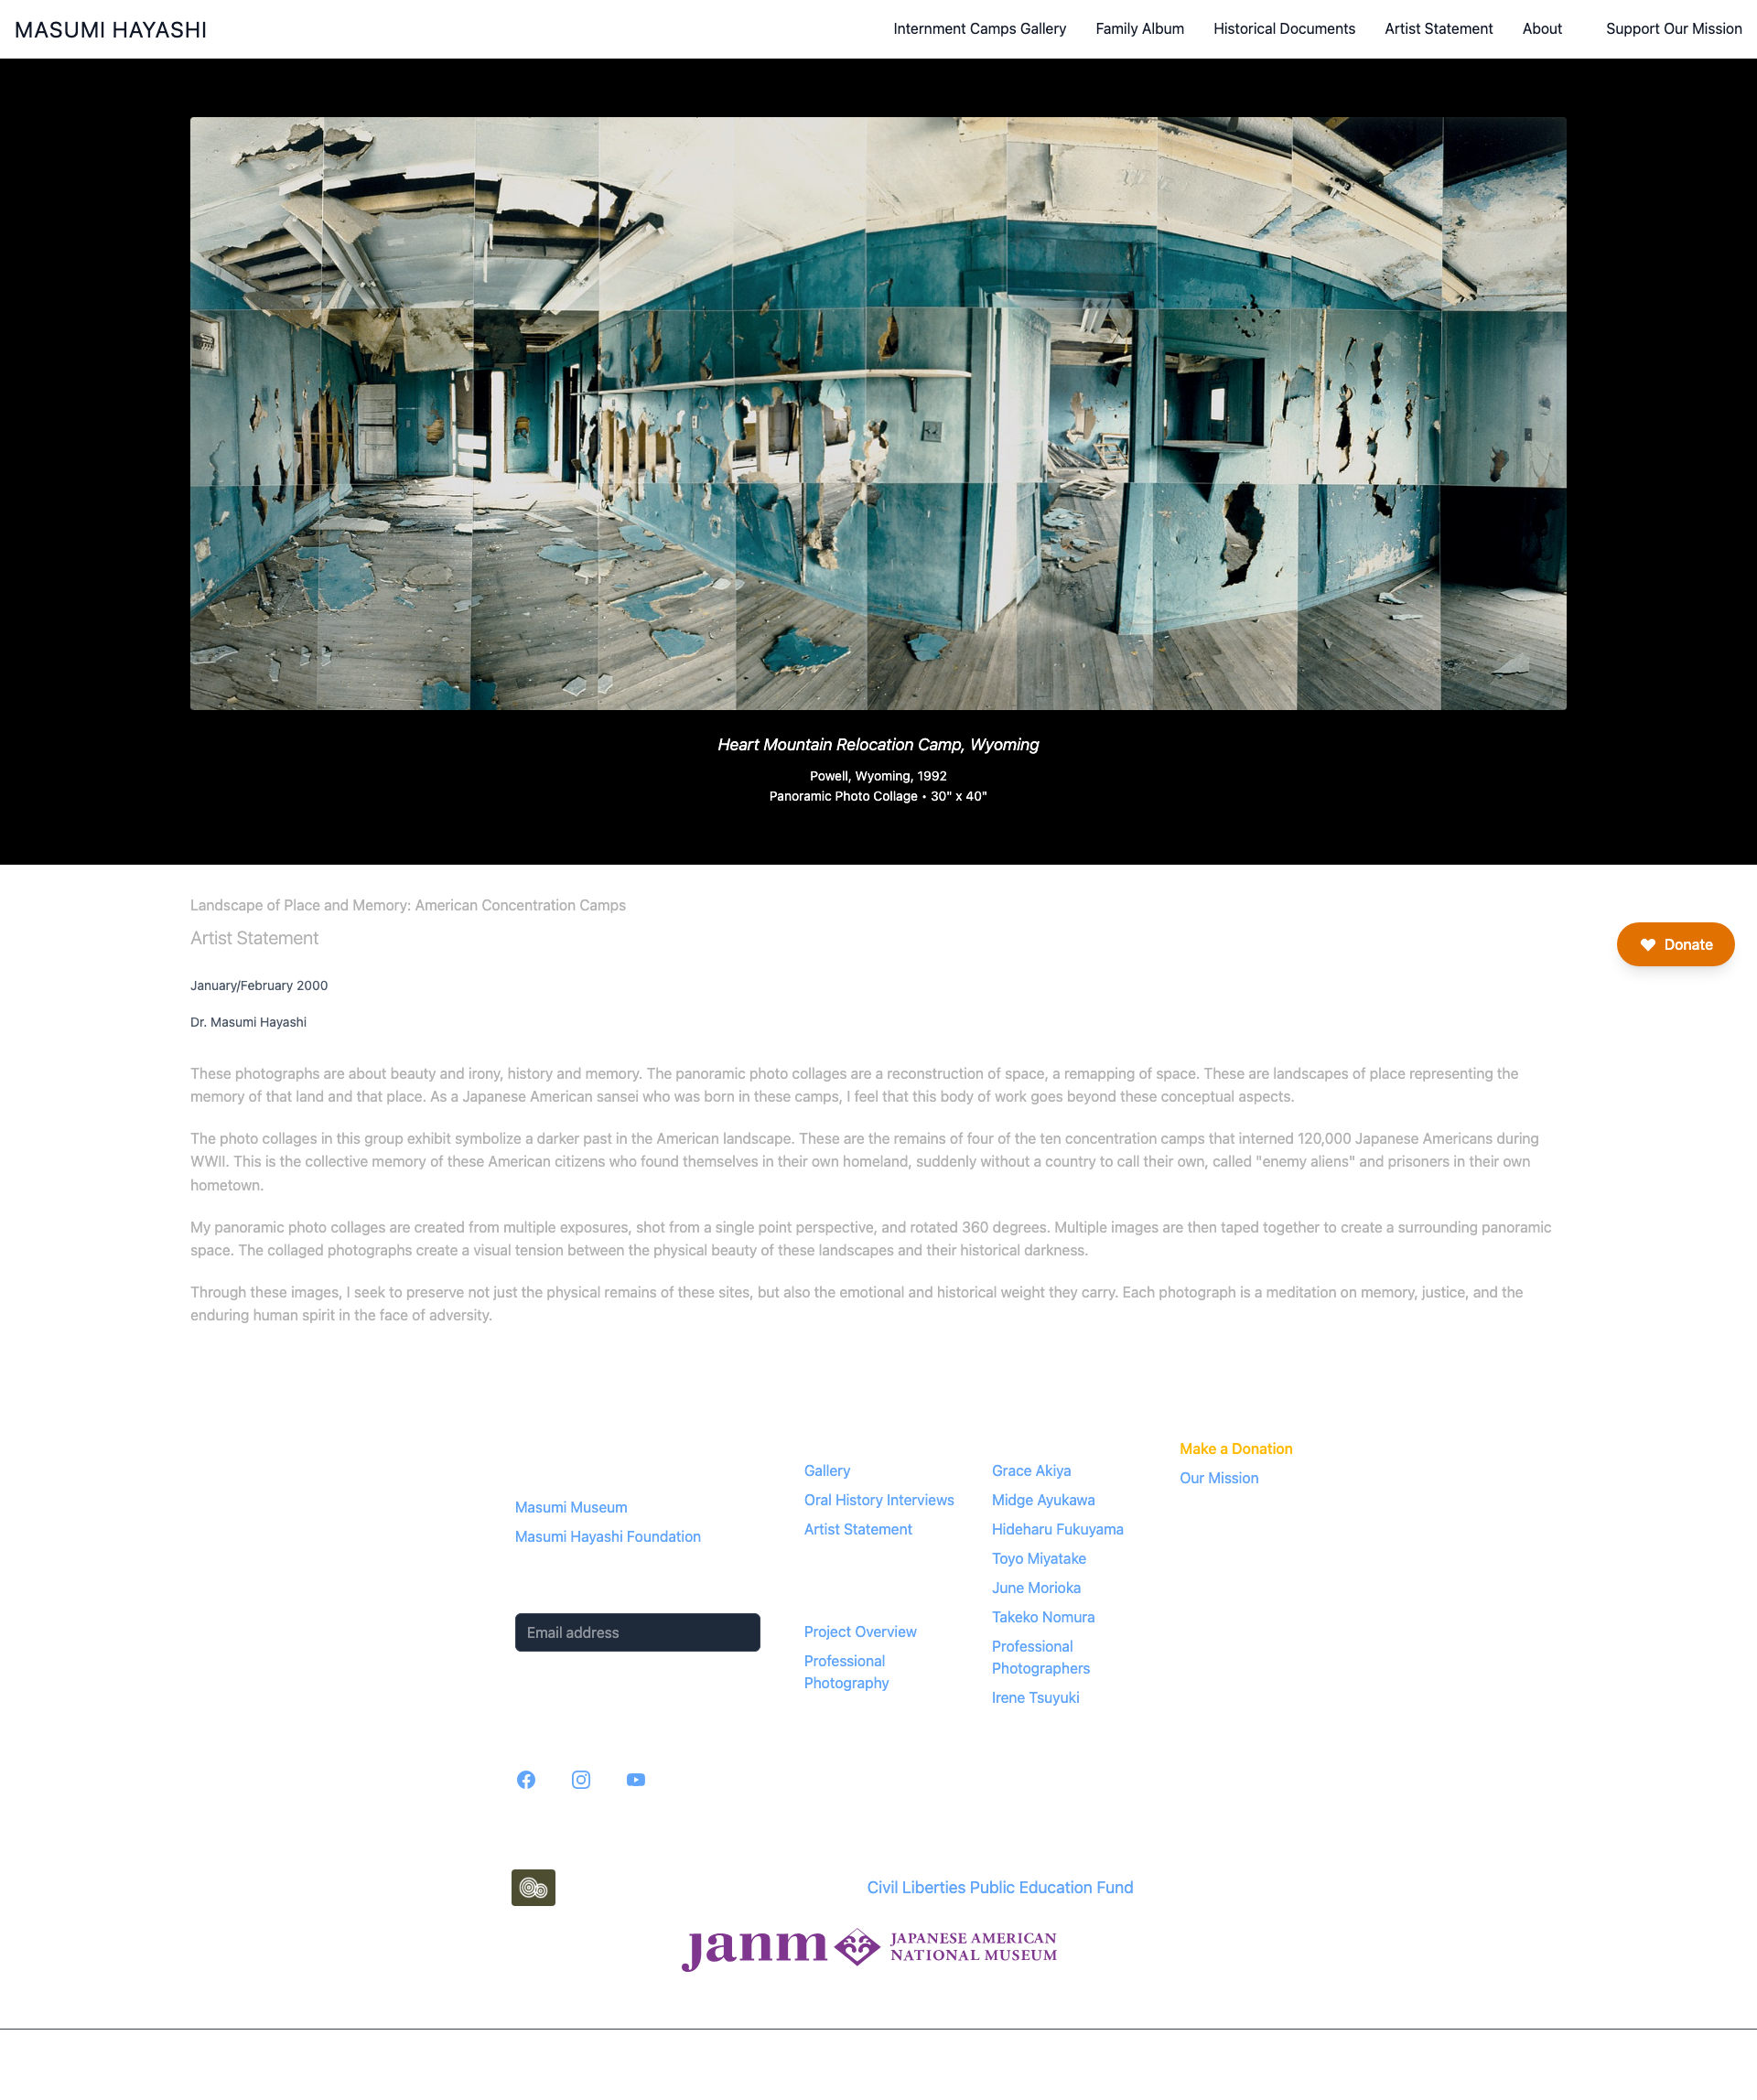 MASUMI HAYASHI
Internment Camps Gallery
Family Album
Historical Documents
Artist Statement
About
Support Our Mission
Heart Mountain Relocation Camp, Wyoming
Powell, Wyoming, 1992
Panoramic Photo Collage • 30" x 40"
Landscape of Place and Memory: American Concentration Camps
Artist Statement
Donate
January/February 2000
Dr. Masumi Hayashi
These photographs are about beauty and irony, history and memory. The panoramic photo collages are a reconstruction of space, a remapping of space. These are landscapes of place representing the
memory of that land and that place. As a Japanese American sansei who was born in these camps, I feel that this body of work goes beyond these conceptual aspects.
The photo collages in this group exhibit symbolize a darker past in the American landscape. These are the remains of four of the ten concentration camps that interned 120,000 Japanese Americans during
WWII. This is the collective memory of these American citizens who found themselves in their own homeland, suddenly without a country to call their own, called "enemy aliens" and prisoners in their own
hometown.
My panoramic photo collages are created from multiple exposures, shot from a single point perspective, and rotated 360 degrees. Multiple images are then taped together to create a surrounding panoramic
space. The collaged photographs create a visual tension between the physical beauty of these landscapes and their historical darkness.
Through these images, I seek to preserve not just the physical remains of these sites, but also the emotional and historical weight they carry. Each photograph is a meditation on memory, justice, and the
enduring human spirit in the face of adversity.
Masumi Museum
Masumi Hayashi Foundation
Email address
Gallery
Oral History Interviews
Artist Statement
Project Overview
Professional
Photography
Grace Akiya
Midge Ayukawa
Hideharu Fukuyama
Toyo Miyatake
June Morioka
Takeko Nomura
Professional
Photographers
Irene Tsuyuki
Make a Donation
Our Mission
Civil Liberties Public Education Fund
janm
JAPANESE AMERICAN
NATIONAL MUSEUM